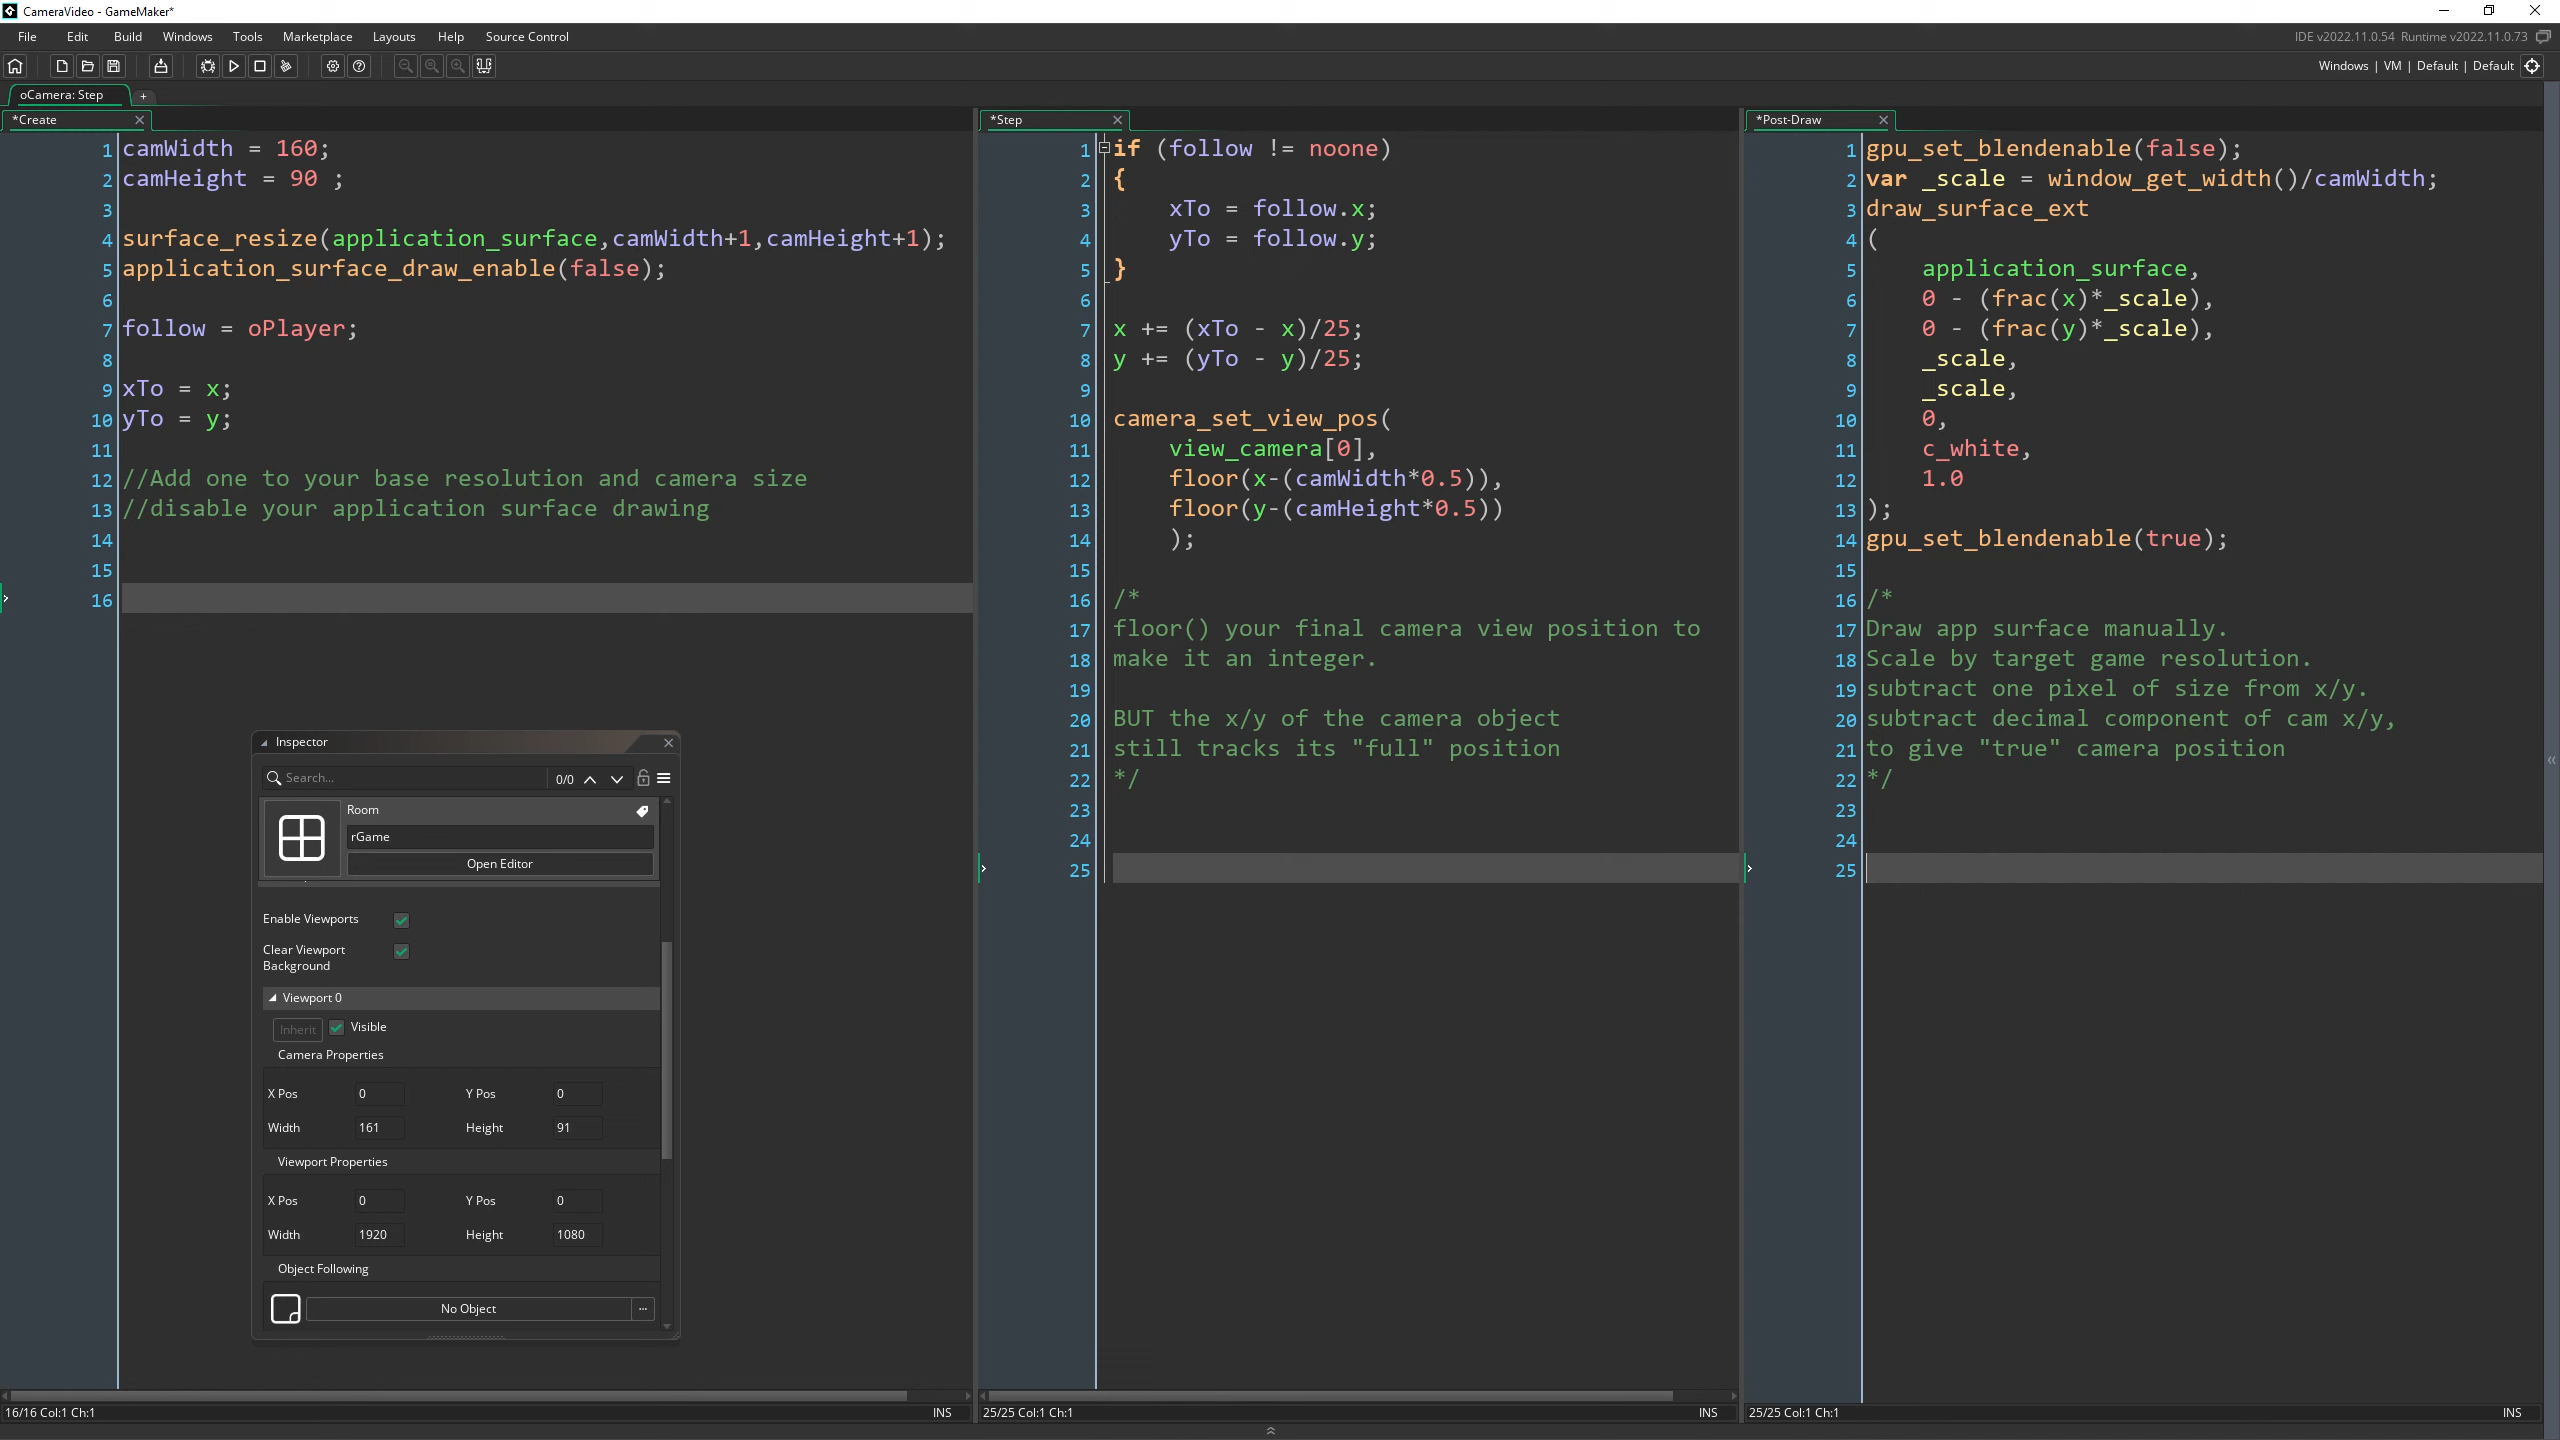 CameraVideo - GameMaker*
File Edit Build Windows Tools Marketplace Layouts Help Source Control
IDE v2022.11.0.54 Runtime v2022.11.0.73
Windows | VM | Default | Default
oCamera: Step +
*Create
1 camWidth = 160;
2 camHeight = 90 ;
3
4 surface_resize(application_surface,camWidth+1,camHeight+1);
5 application_surface_draw_enable(false);
6
7 follow = oPlayer;
8
9 xTo = x;
10 yTo = y;
11
12 //Add one to your base resolution and camera size
13 //disable your application surface drawing
14
15
16
Inspector
Search...
0/0
Room
rGame
Open Editor
Enable Viewports
Clear Viewport
Background
Viewport 0
Inherit Visible
Camera Properties
X Pos 0 Y Pos 0
Width 161 Height 91
Viewport Properties
X Pos 0 Y Pos 0
Width 1920 Height 1080
Object Following
No Object ...
16/16 Col:1 Ch:1 INS
*Step
1 if (follow != noone)
2 {
3 xTo = follow.x;
4 yTo = follow.y;
5 }
6
7 x += (xTo - x)/25;
8 y += (yTo - y)/25;
9
10 camera_set_view_pos(
11 view_camera[0],
12 floor(x-(camWidth*0.5)),
13 floor(y-(camHeight*0.5))
14 );
15
16 /*
17 floor() your final camera view position to
18 make it an integer.
19
20 BUT the x/y of the camera object
21 still tracks its "full" position
22 */
23
24
25
25/25 Col:1 Ch:1 INS
*Post-Draw
1 gpu_set_blendenable(false);
2 var _scale = window_get_width()/camWidth;
3 draw_surface_ext
4 (
5 application_surface,
6 0 - (frac(x)*_scale),
7 0 - (frac(y)*_scale),
8 _scale,
9 _scale,
10 0,
11 c_white,
12 1.0
13 );
14 gpu_set_blendenable(true);
15
16 /*
17 Draw app surface manually.
18 Scale by target game resolution.
19 subtract one pixel of size from x/y.
20 subtract decimal component of cam x/y,
21 to give "true" camera position
22 */
23
24
25
25/25 Col:1 Ch:1 INS